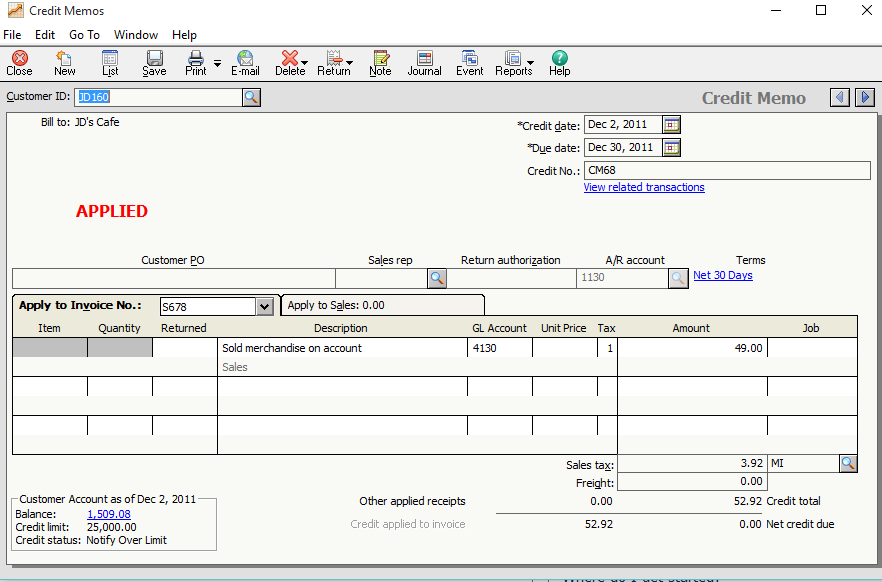 Credit Memos
File Edit Go To Window Help
Close New List Save Print E-mail Delete Return Note Journal Event Reports Help
Customer ID: JD160 Credit Memo
Bill to: JD's Cafe
*Credit date: Dec 2, 2011
*Due date: Dec 30, 2011
Credit No.: CM68
View related transactions
APPLIED
Customer PO Sales rep Return authorization A/R account Terms
1130 Net 30 Days
Apply to Invoice No.: S678 Apply to Sales: 0.00
Item Quantity Returned Description GL Account Unit Price Tax Amount Job
Sold merchandise on account 4130 1 49.00
Sales
Sales tax: 3.92 MI
Freight: 0.00
Customer Account as of Dec 2, 2011
Other applied receipts 0.00 52.92 Credit total
Balance: 1,509.08
Credit limit: 25,000.00
Credit applied to invoice 52.92 0.00 Net credit due
Credit status: Notify Over Limit
Where do I get started?